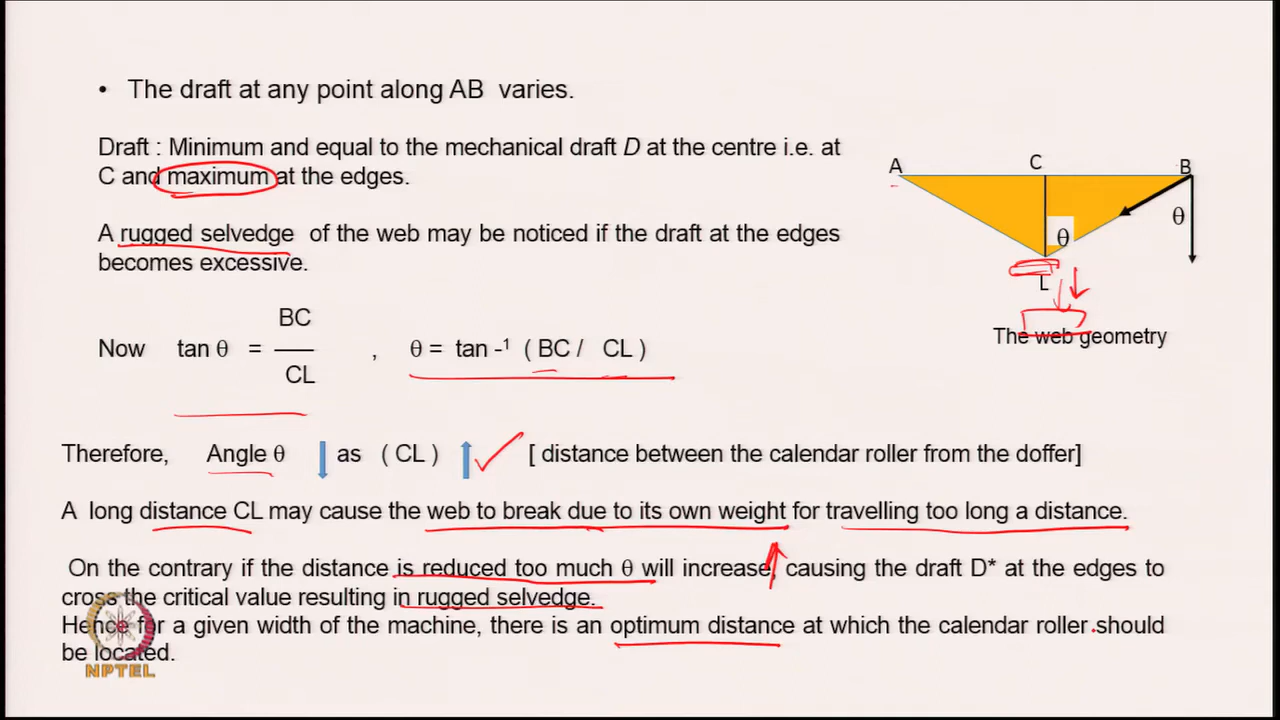 • The draft at any point along AB varies.
Draft : Minimum and equal to the mechanical draft D at the centre i.e. at
C and maximum at the edges.
A rugged selvedge of the web may be noticed if the draft at the edges
becomes excessive.
Now tan θ = BC / CL , θ = tan -¹ ( BC / CL )
A C B
θ
θ
L
The web geometry
Therefore, Angle θ ↓ as ( CL ) ↑ [ distance between the calendar roller from the doffer]
A long distance CL may cause the web to break due to its own weight for travelling too long a distance.
On the contrary if the distance is reduced too much θ will increase, causing the draft D* at the edges to
cross the critical value resulting in rugged selvedge.
Hence for a given width of the machine, there is an optimum distance at which the calendar roller should
be located.
NPTEL